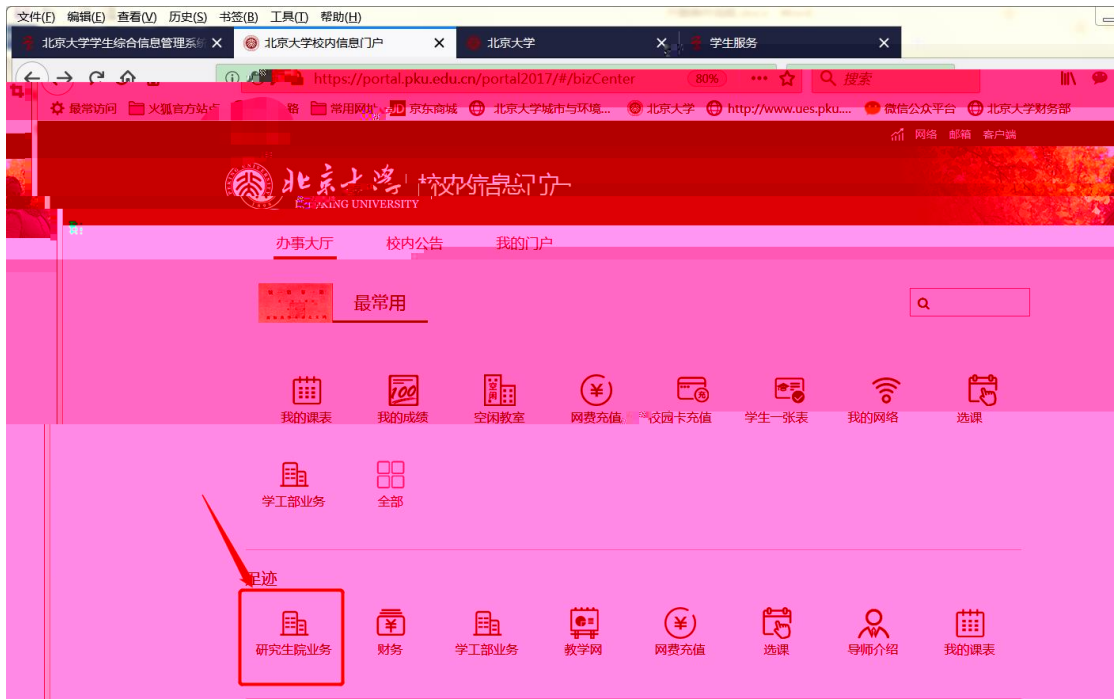 文件(F) 编辑(E) 查看(V) 历史(S) 书签(B) 工具(T) 帮助(H)
北京大学学生综合信息管理系统 北京大学校内信息门户 北京大学 学生服务
https://portal.pku.edu.cn/portal2017/#/bizCenter 80% 搜索
最常访问 火狐官方站点 常用网址 JD 京东商城 北京大学城市与环境... 北京大学 http://www.ues.pku.... 微信公众平台 北京大学财务部
网络 邮箱 客户端
北京大学 校内信息门户
UNIVERSITY
办事大厅 校内公告 我的门户
最常用
我的课表 我的成绩 空闲教室 网费充值 校园卡充值 学生一张表 我的网络 选课
学工部业务 全部
足迹
研究生院业务 财务 学工部业务 教学网 网费充值 选课 导师介绍 我的课表